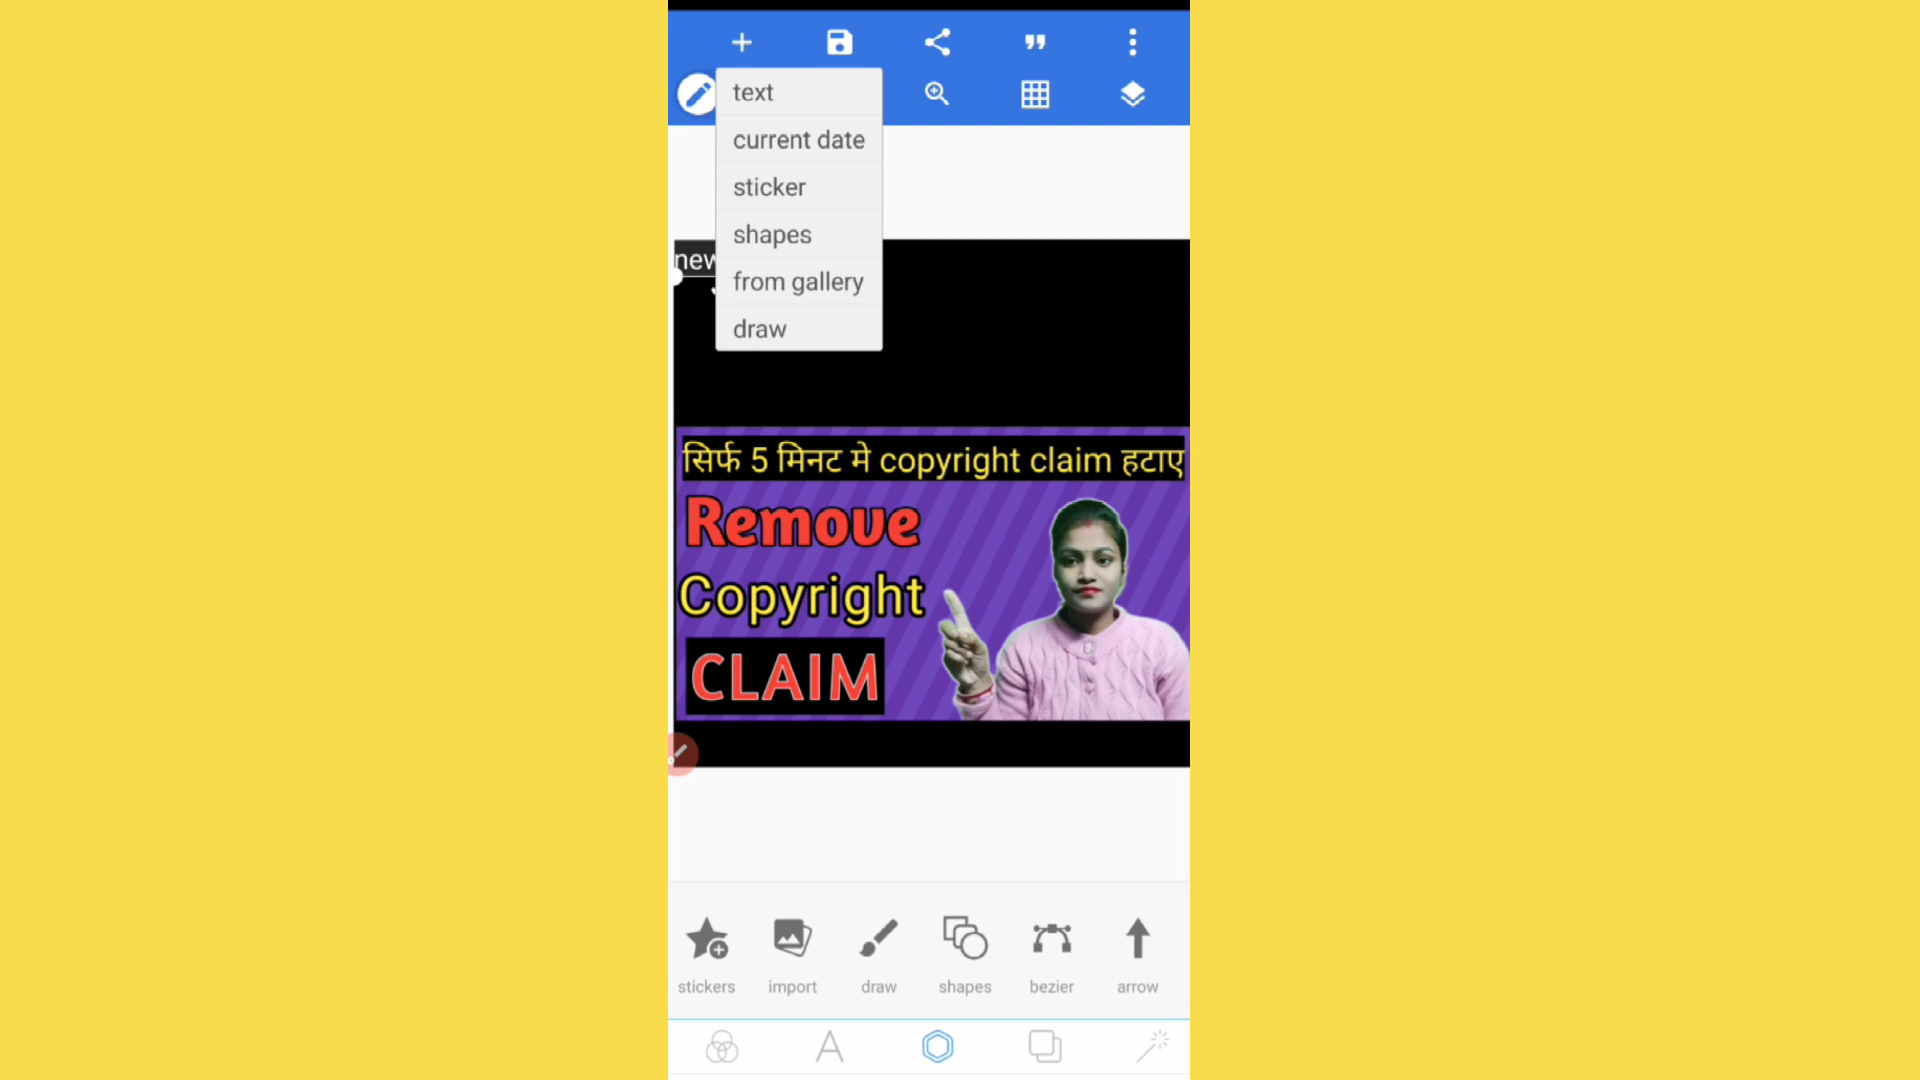 text
current date
sticker
shapes
from gallery
draw
new
सिर्फ 5 मिनट मे copyright claim हटाए
Remove
Copyright
CLAIM
stickers import draw shapes bezier arrow